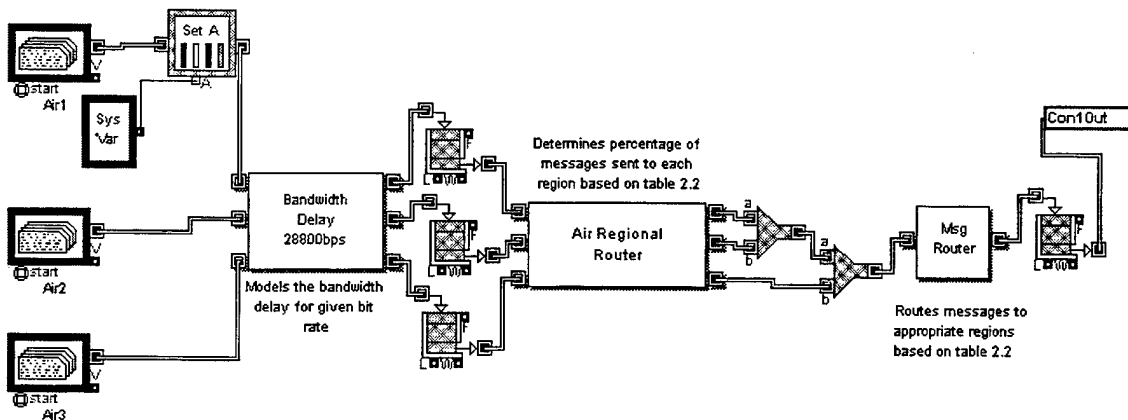 Set A
V
A
start
Air1
Sys
Var
Con1Out
Determines percentage of
messages sent to each
region based on table 2.2
F
L
Bandwidth
Delay
28800bps
Models the bandwidth
delay for given bit
rate
V
start
Air2
F
L
Air Regional
Router
a
b
a
b
Msg
Router
F
L
Routes messages to
appropriate regions
based on table 2.2
F
L
V
start
Air3